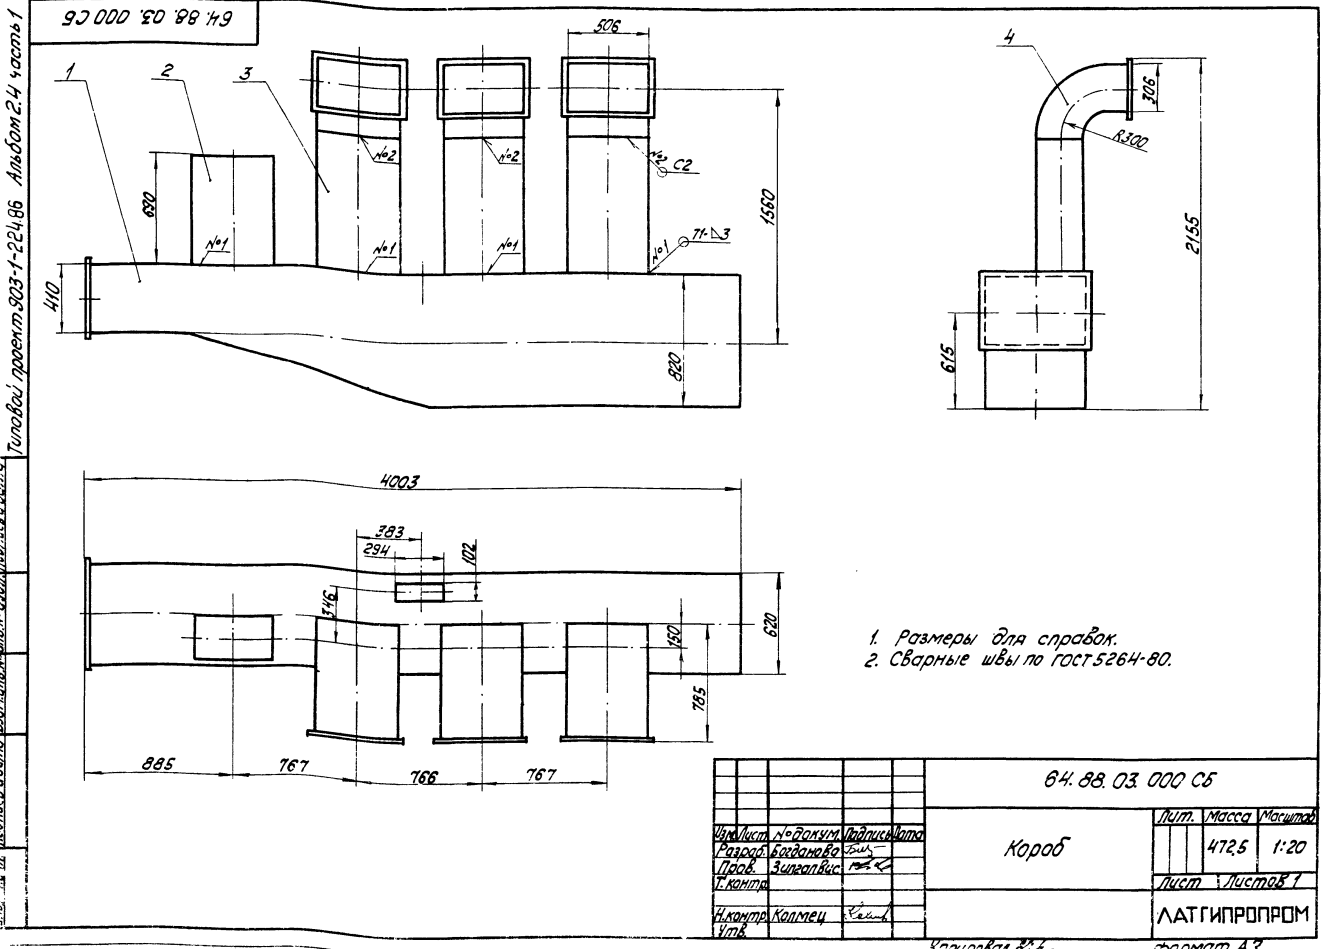 64. 88. 03. 000 СБ
Типовой проект 903-1-224.86 Альбом 2.4 часть 1
1
2
3
506
4
306
R300
№2
№2
№2
С2
690
1560
2155
№1
№1
№1
№1
Т1-⊿3
410
820
615
4003
383
294
102
346
150
620
785
885
767
766
767
1. Размеры для справок.
2. Сварные швы по ГОСТ 5264-80.
64. 88. 03. 000 СБ
Изм Лист № докум. Подпись Дата
Разраб. Богданова
Пров.
Т. контр.
Н. контр. Колмец
Утв.
Короб
Лит. Масса Масштаб
472,5 1:20
Лист Листов 1
ЛАТГИПРОПРОМ
Формат